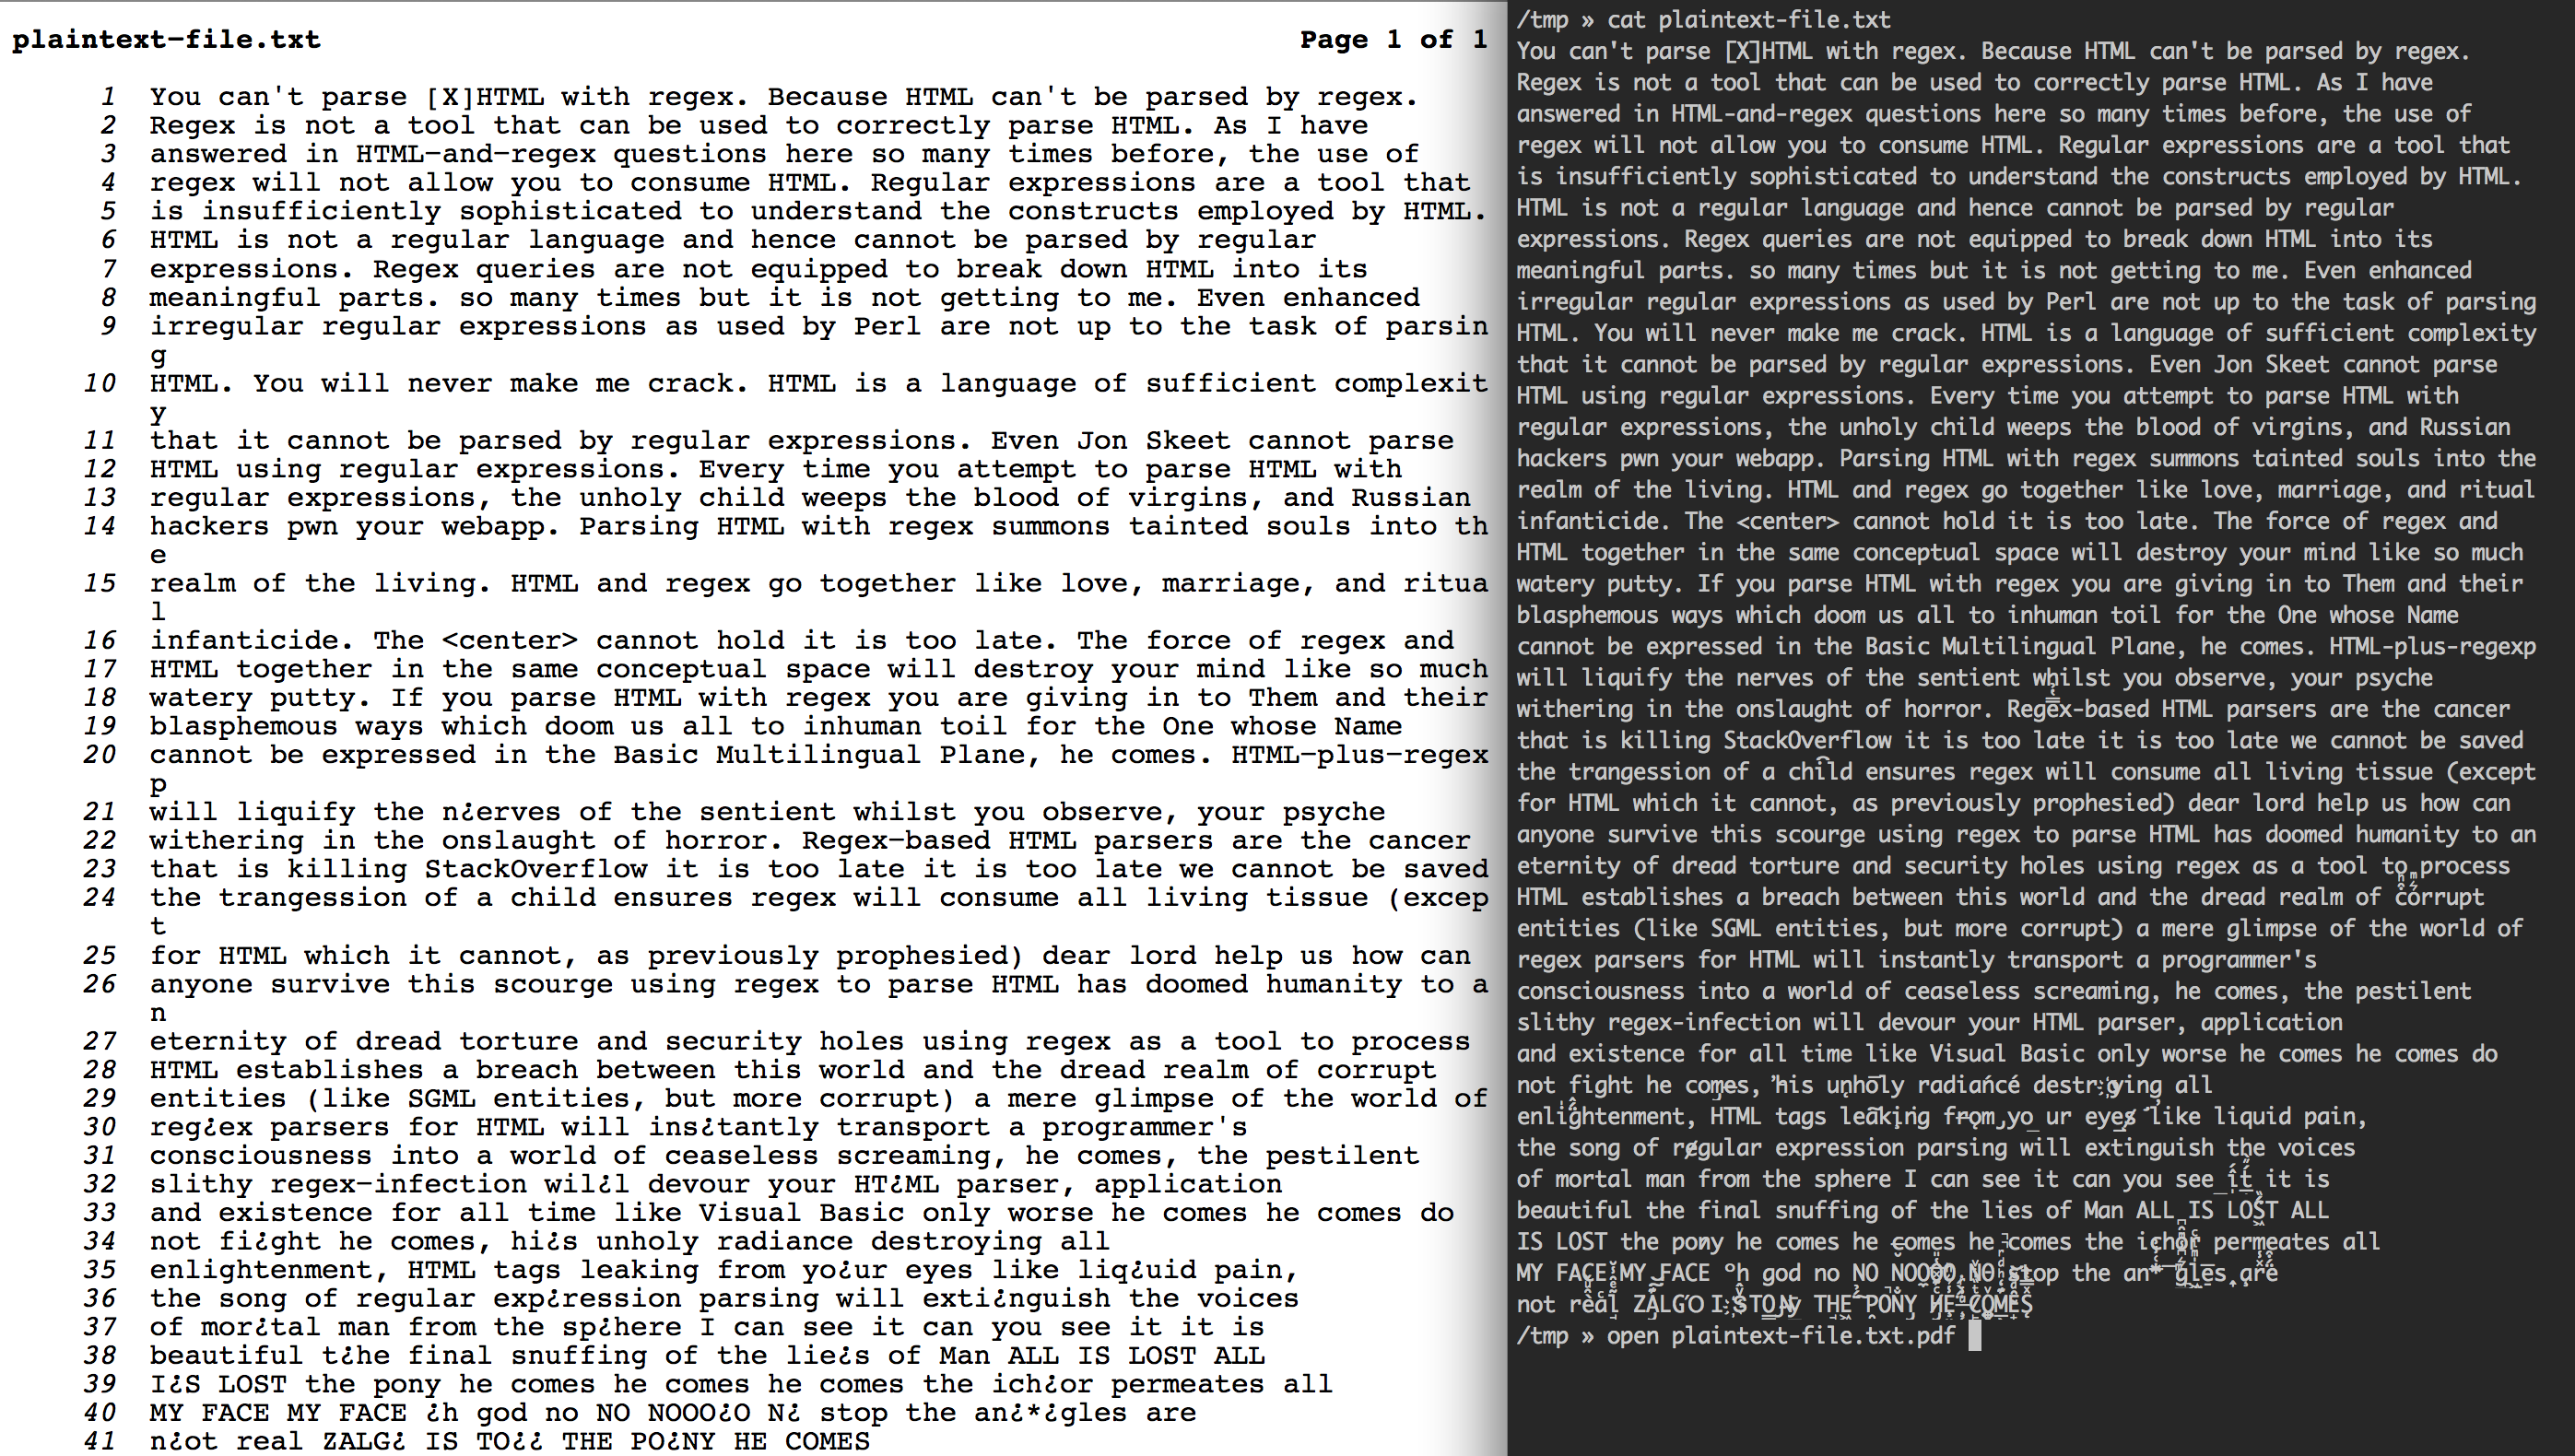 plaintext-file.txt Page 1 of 1
1 You can't parse [X]HTML with regex. Because HTML can't be parsed by regex.
2 Regex is not a tool that can be used to correctly parse HTML. As I have
3 answered in HTML-and-regex questions here so many times before, the use of
4 regex will not allow you to consume HTML. Regular expressions are a tool that
5 is insufficiently sophisticated to understand the constructs employed by HTML.
6 HTML is not a regular language and hence cannot be parsed by regular
7 expressions. Regex queries are not equipped to break down HTML into its
8 meaningful parts. so many times but it is not getting to me. Even enhanced
9 irregular regular expressions as used by Perl are not up to the task of parsin
g
10 HTML. You will never make me crack. HTML is a language of sufficient complexit
y
11 that it cannot be parsed by regular expressions. Even Jon Skeet cannot parse
12 HTML using regular expressions. Every time you attempt to parse HTML with
13 regular expressions, the unholy child weeps the blood of virgins, and Russian
14 hackers pwn your webapp. Parsing HTML with regex summons tainted souls into th
e
15 realm of the living. HTML and regex go together like love, marriage, and ritua
l
16 infanticide. The <center> cannot hold it is too late. The force of regex and
17 HTML together in the same conceptual space will destroy your mind like so much
18 watery putty. If you parse HTML with regex you are giving in to Them and their
19 blasphemous ways which doom us all to inhuman toil for the One whose Name
20 cannot be expressed in the Basic Multilingual Plane, he comes. HTML-plus-regex
p
21 will liquify the n¿erves of the sentient whilst you observe, your psyche
22 withering in the onslaught of horror. Regex-based HTML parsers are the cancer
23 that is killing StackOverflow it is too late it is too late we cannot be saved
24 the trangession of a child ensures regex will consume all living tissue (excep
t
25 for HTML which it cannot, as previously prophesied) dear lord help us how can
26 anyone survive this scourge using regex to parse HTML has doomed humanity to a
n
27 eternity of dread torture and security holes using regex as a tool to process
28 HTML establishes a breach between this world and the dread realm of corrupt
29 entities (like SGML entities, but more corrupt) a mere glimpse of the world of
30 reg¿ex parsers for HTML will ins¿tantly transport a programmer's
31 consciousness into a world of ceaseless screaming, he comes, the pestilent
32 slithy regex-infection wil¿l devour your HT¿ML parser, application
33 and existence for all time like Visual Basic only worse he comes he comes do
34 not fi¿ght he comes, hi¿s unholy radiance destroying all
35 enlightenment, HTML tags leaking from yo¿ur eyes like liq¿uid pain,
36 the song of regular exp¿ression parsing will exti¿nguish the voices
37 of mor¿tal man from the sp¿here I can see it can you see it it is
38 beautiful t¿he final snuffing of the lie¿s of Man ALL IS LOST ALL
39 I¿S LOST the pony he comes he comes he comes the ich¿or permeates all
40 MY FACE MY FACE ¿h god no NO NOOO¿O N¿ stop the an¿*¿gles are
41 n¿ot real ZALG¿ IS TO¿¿ THE PO¿NY HE COMES
/tmp » cat plaintext-file.txt
You can't parse [X]HTML with regex. Because HTML can't be parsed by regex.
Regex is not a tool that can be used to correctly parse HTML. As I have
answered in HTML-and-regex questions here so many times before, the use of
regex will not allow you to consume HTML. Regular expressions are a tool that
is insufficiently sophisticated to understand the constructs employed by HTML.
HTML is not a regular language and hence cannot be parsed by regular
expressions. Regex queries are not equipped to break down HTML into its
meaningful parts. so many times but it is not getting to me. Even enhanced
irregular regular expressions as used by Perl are not up to the task of parsing
HTML. You will never make me crack. HTML is a language of sufficient complexity
that it cannot be parsed by regular expressions. Even Jon Skeet cannot parse
HTML using regular expressions. Every time you attempt to parse HTML with
regular expressions, the unholy child weeps the blood of virgins, and Russian
hackers pwn your webapp. Parsing HTML with regex summons tainted souls into the
realm of the living. HTML and regex go together like love, marriage, and ritual
infanticide. The <center> cannot hold it is too late. The force of regex and
HTML together in the same conceptual space will destroy your mind like so much
watery putty. If you parse HTML with regex you are giving in to Them and their
blasphemous ways which doom us all to inhuman toil for the One whose Name
cannot be expressed in the Basic Multilingual Plane, he comes. HTML-plus-regexp
will liquify the nerves of the sentient whilst you observe, your psyche
withering in the onslaught of horror. Regex-based HTML parsers are the cancer
that is killing StackOverflow it is too late it is too late we cannot be saved
the trangession of a child ensures regex will consume all living tissue (except
for HTML which it cannot, as previously prophesied) dear lord help us how can
anyone survive this scourge using regex to parse HTML has doomed humanity to an
eternity of dread torture and security holes using regex as a tool to process
HTML establishes a breach between this world and the dread realm of corrupt
entities (like SGML entities, but more corrupt) a mere glimpse of the world of
regex parsers for HTML will instantly transport a programmer's
consciousness into a world of ceaseless screaming, he comes, the pestilent
slithy regex-infection will devour your HTML parser, application
and existence for all time like Visual Basic only worse he comes he comes do
not fight he comes, his unholy radiańcé destroying all
enlightenment, HTML tags leaking from yo ur eyes like liquid pain,
the song of regular expression parsing will extinguish the voices
of mortal man from the sphere I can see it can you see it it is
beautiful the final snuffing of the lies of Man ALL IS LOST ALL
IS LOST the pony he comes he comes he comes the ichor permeates all
MY FACE MY FACE °h god no NO NOOOO NO stop the an* gles are
not real ZALGO IS TONy THE PONY HE COMES
/tmp » open plaintext-file.txt.pdf